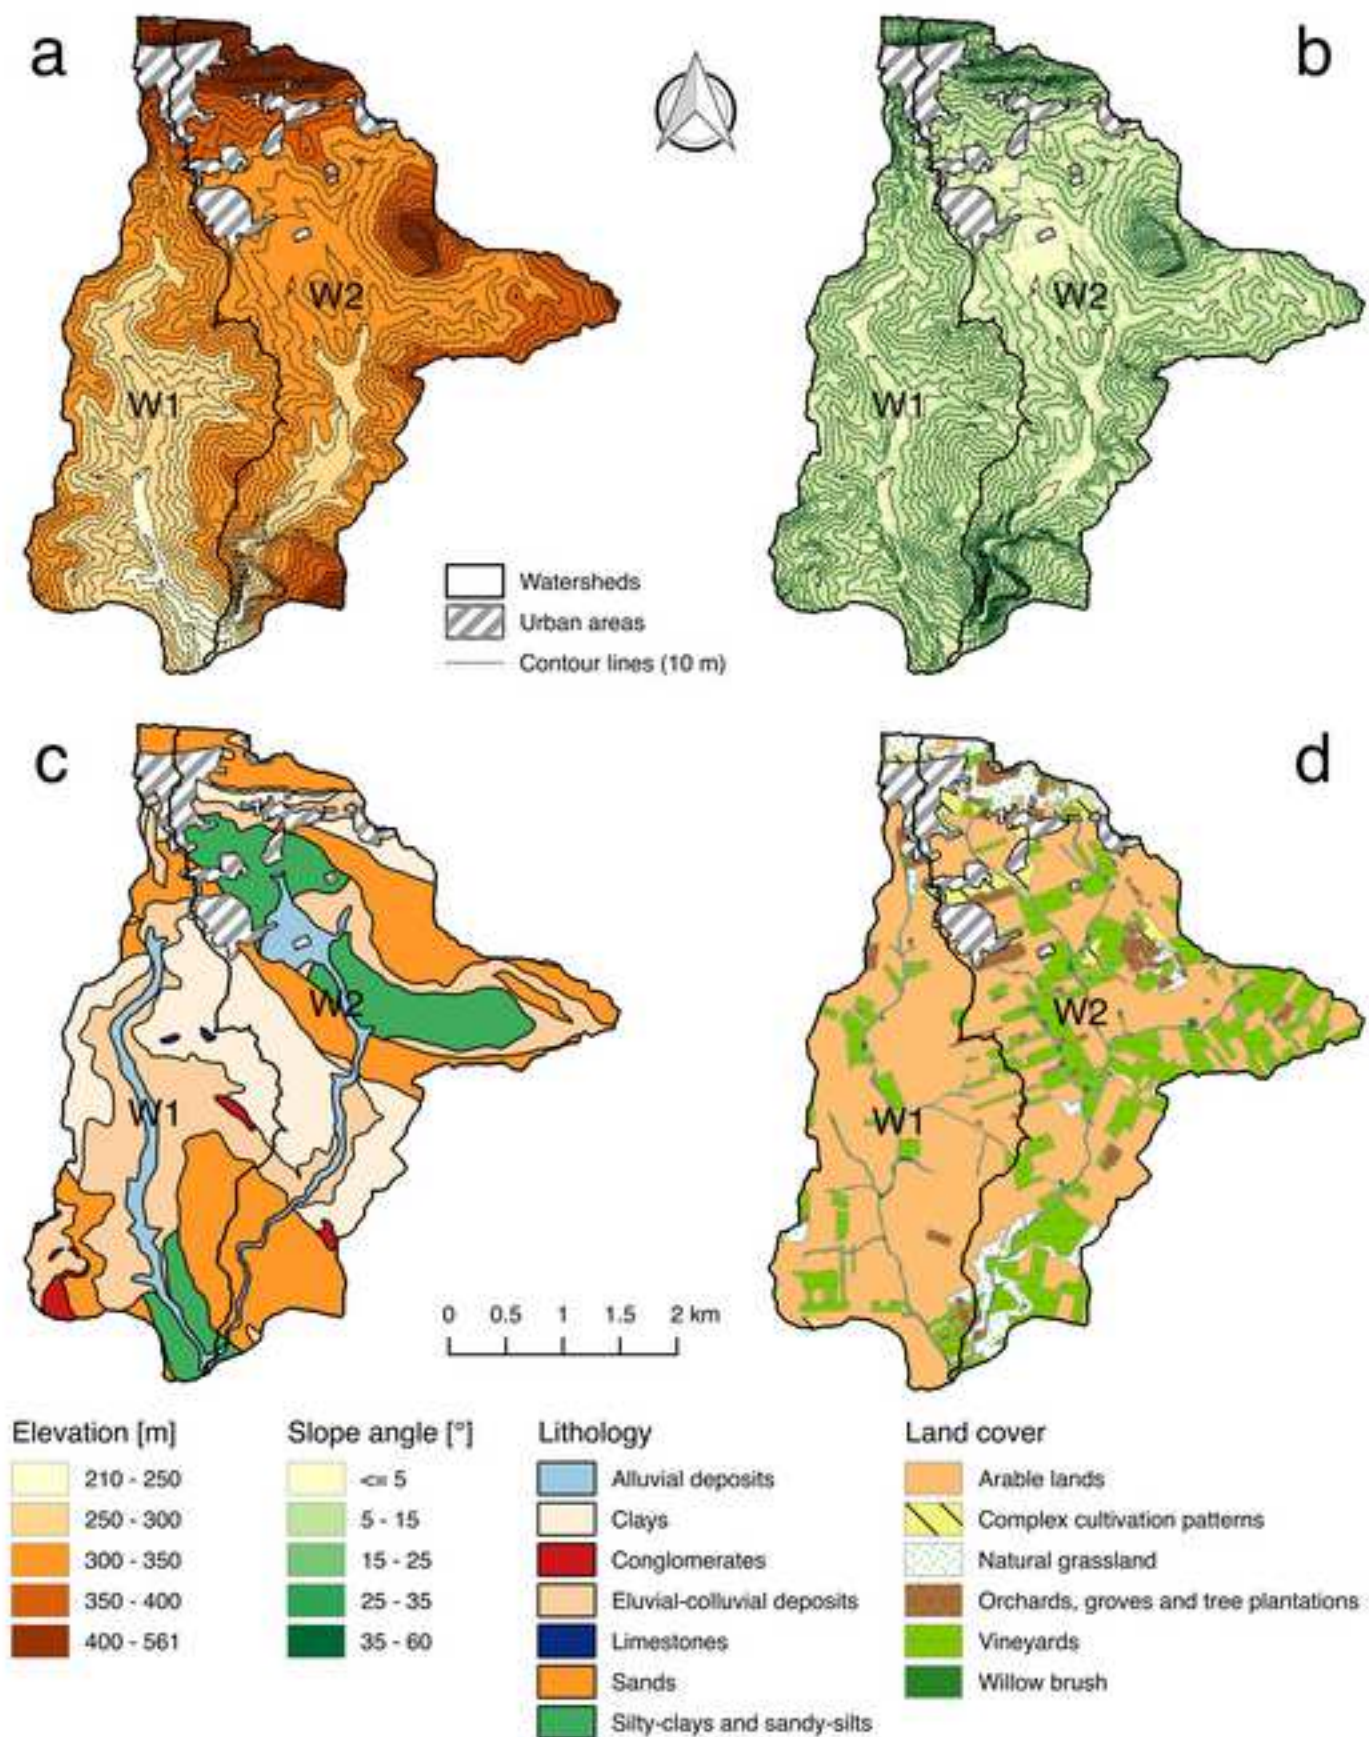 a
b
W2
W2
W1
W1
Watersheds
Urban areas
Contour lines (10 m)
c
d
W2
W2
W1
W1
0 0.5 1 1.5 2 km
Elevation [m]
210 - 250
250 - 300
300 - 350
350 - 400
400 - 561
Slope angle [°]
<= 5
5 - 15
15 - 25
25 - 35
35 - 60
Lithology
Alluvial deposits
Clays
Conglomerates
Eluvial-colluvial deposits
Limestones
Sands
Silty-clays and sandy-silts
Land cover
Arable lands
Complex cultivation patterns
Natural grassland
Orchards, groves and tree plantations
Vineyards
Willow brush